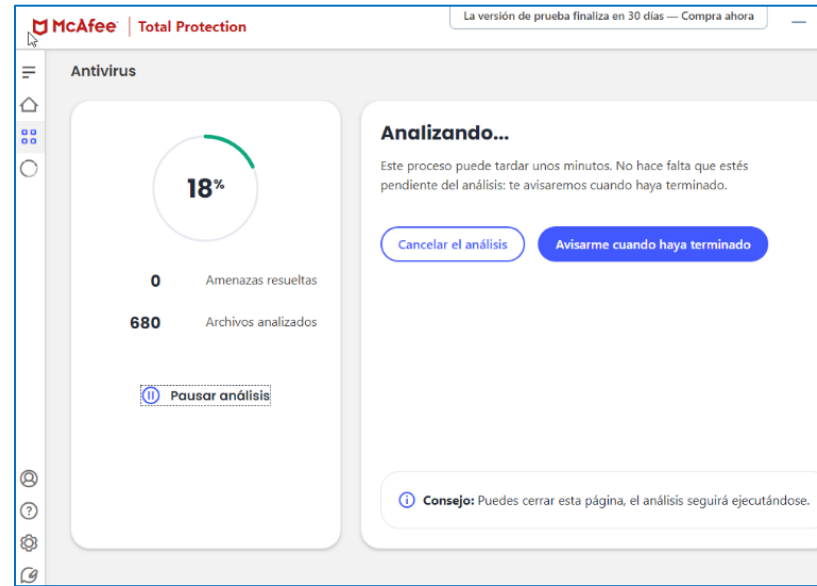 McAfee | Total Protection
La versión de prueba finaliza en 30 días — Compra ahora
Antivirus
18%
0 Amenazas resueltas
680 Archivos analizados
Pausar análisis
Analizando...
Este proceso puede tardar unos minutos. No hace falta que estés
pendiente del análisis: te avisaremos cuando haya terminado.
Cancelar el análisis
Avisarme cuando haya terminado
Consejo: Puedes cerrar esta página, el análisis seguirá ejecutándose.